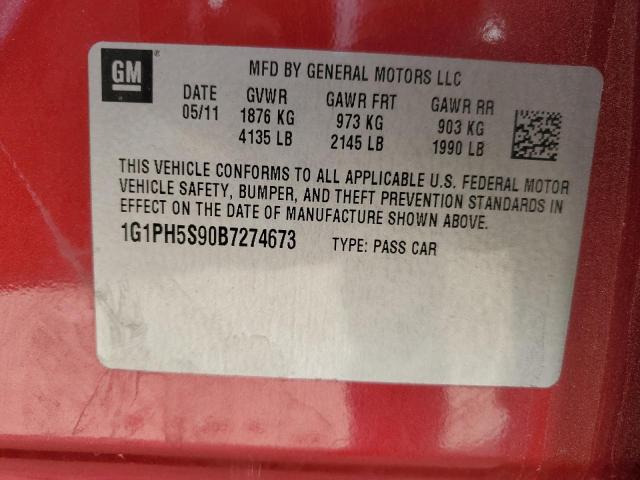 GM®
MFD BY GENERAL MOTORS LLC
DATE GVWR GAWR FRT GAWR RR
05/11 1876 KG 973 KG 903 KG
4135 LB 2145 LB 1990 LB
THIS VEHICLE CONFORMS TO ALL APPLICABLE U.S. FEDERAL MOTOR
VEHICLE SAFETY, BUMPER, AND THEFT PREVENTION STANDARDS IN
EFFECT ON THE DATE OF MANUFACTURE SHOWN ABOVE.
1G1PH5S90B7274673 TYPE: PASS CAR